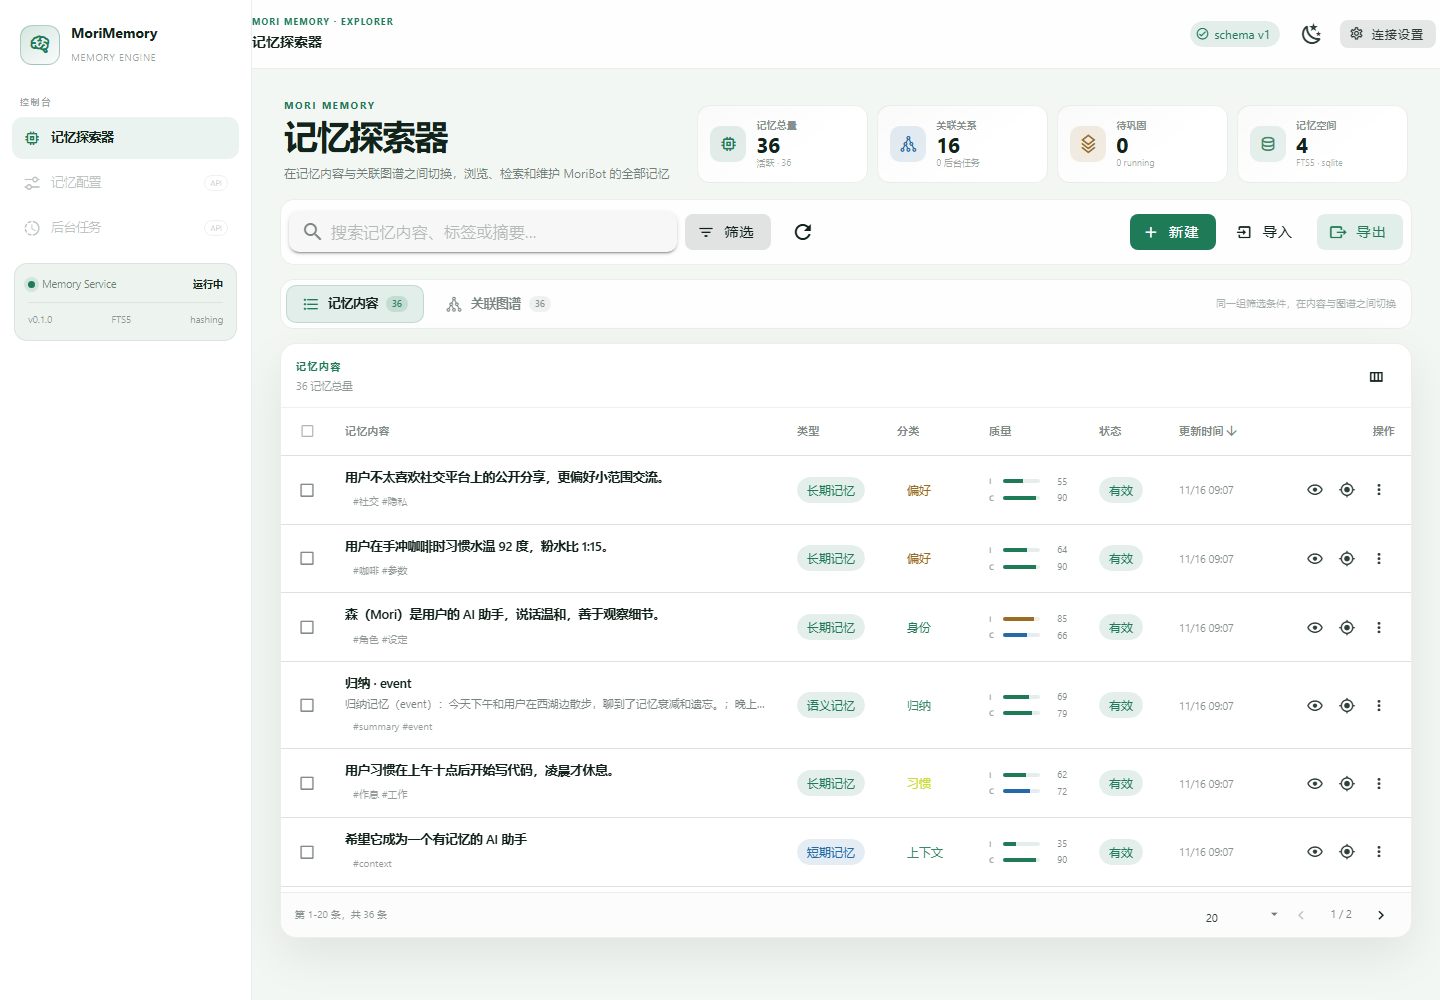 MoriMemory
MEMORY ENGINE
控制台
记忆探索器
记忆配置 API
后台任务 API
Memory Service 运行中
v0.1.0 FTS5 hashing
MORI MEMORY · EXPLORER
记忆探索器
schema v1
连接设置
MORI MEMORY
记忆探索器
在记忆内容与关联图谱之间切换，浏览、检索和维护 MoriBot 的全部记忆
记忆总量
36
活跃 · 36
关联关系
16
0 后台任务
待巩固
0
0 running
记忆空间
4
FTS5 · sqlite
搜索记忆内容、标签或摘要...
筛选
新建
导入
导出
记忆内容 36
关联图谱 36
同一组筛选条件，在内容与图谱之间切换
记忆内容
36 记忆总量
记忆内容 类型 分类 质量 状态 更新时间 操作
用户不太喜欢社交平台上的公开分享，更偏好小范围交流。
#社交 #隐私
长期记忆 偏好
I 55
C 90
有效 11/16 09:07
用户在手冲咖啡时习惯水温 92 度，粉水比 1:15。
#咖啡 #参数
长期记忆 偏好
I 64
C 90
有效 11/16 09:07
森（Mori）是用户的 AI 助手，说话温和，善于观察细节。
#角色 #设定
长期记忆 身份
I 85
C 66
有效 11/16 09:07
归纳 · event
归纳记忆（event）：今天下午和用户在西湖边散步，聊到了记忆衰减和遗忘。；晚上...
#summary #event
语义记忆 归纳
I 69
C 79
有效 11/16 09:07
用户习惯在上午十点后开始写代码，凌晨才休息。
#作息 #工作
长期记忆 习惯
I 62
C 72
有效 11/16 09:07
希望它成为一个有记忆的 AI 助手
#context
短期记忆 上下文
I 35
C 90
有效 11/16 09:07
第 1-20 条，共 36 条
20
1 / 2